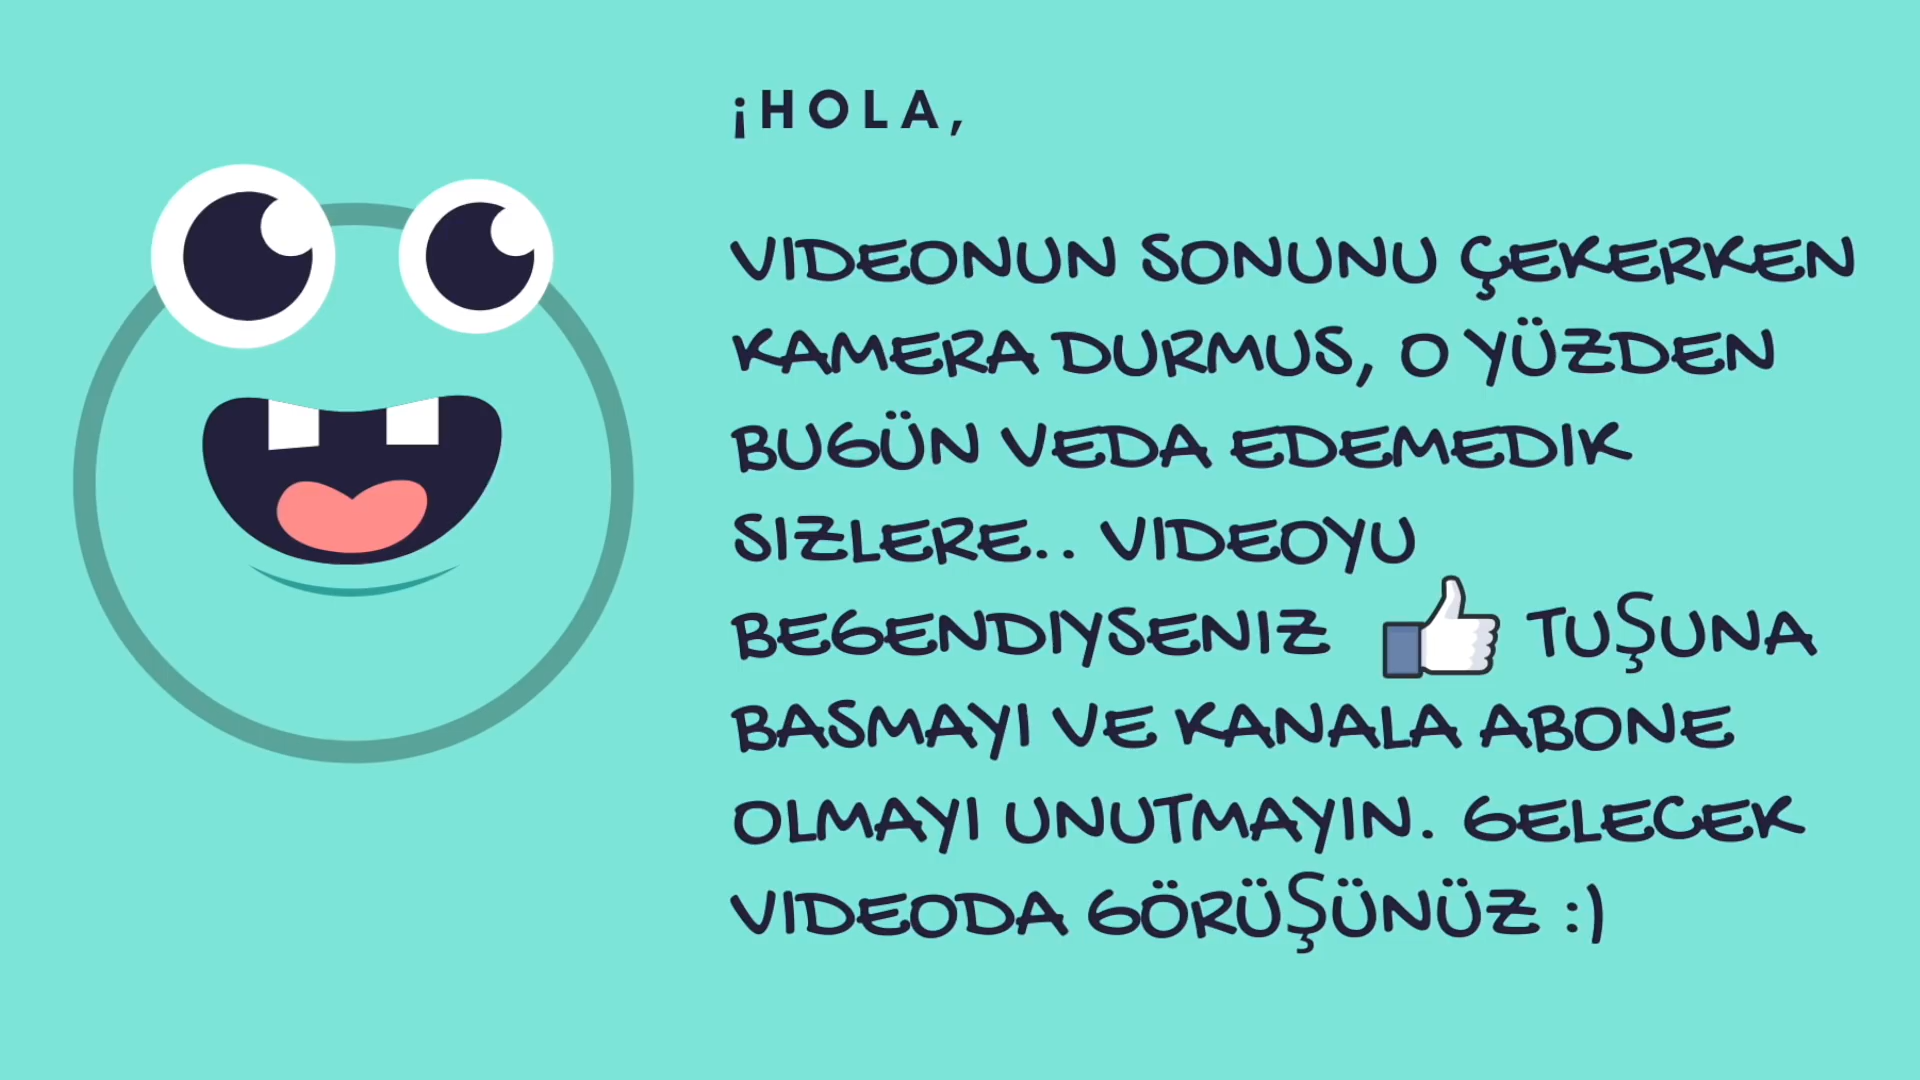 ¡HOLA,
VIDEONUN SONUNU ÇEKERKEN
KAMERA DURMUS, O YÜZDEN
BUGÜN VEDA EDEMEDIK
SIZLERE.. VIDEOYU
BEGENDIYSENIZ TUŞUNA
BASMAYI VE KANALA ABONE
OLMAYI UNUTMAYIN. GELECEK
VIDEODA GÖRÜŞÜNÜZ :)